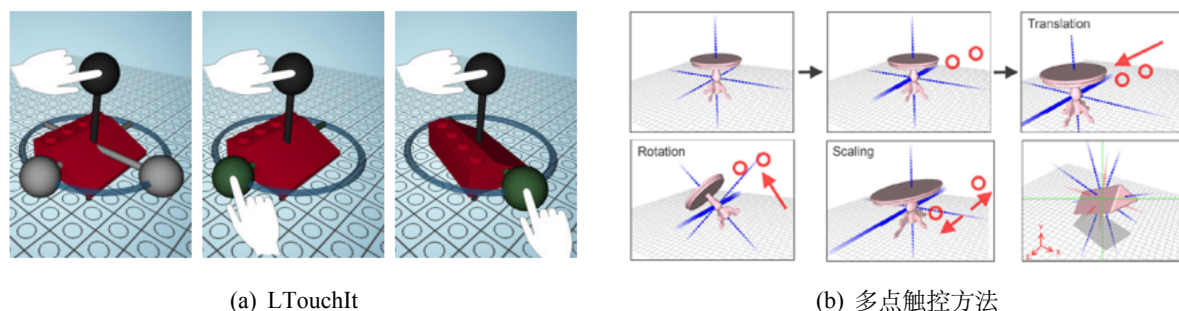 Translation
Rotation
Scaling
(a) LTouchIt
(b) 多点触控方法